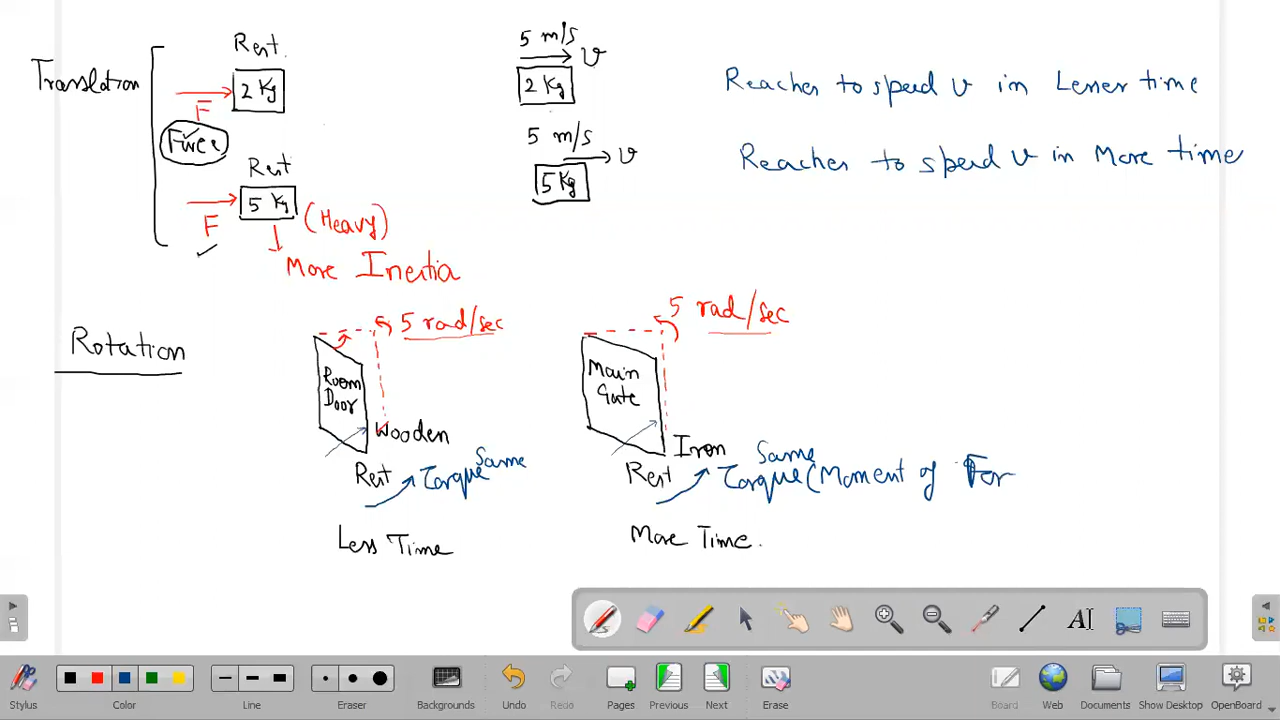 Translation
Rest
2 Kg
F
Force
Rest
5 Kg
F
(Heavy)
More Inertia
5 m/s
v
2 Kg
5 m/s
v
5 Kg
Reaches to speed v in Lesser time
Reaches to speed v in More time
Rotation
5 rad/sec
Room
Door
Wooden
Rest
Torque Same
Less Time
5 rad/sec
Main
Gate
Iron
Rest
Same
Torque (Moment of For
More Time.
Stylus
Color
Line
Eraser
Backgrounds
Undo
Redo
Pages
Previous
Next
Erase
Board
Web
Documents
Show Desktop
OpenBoard